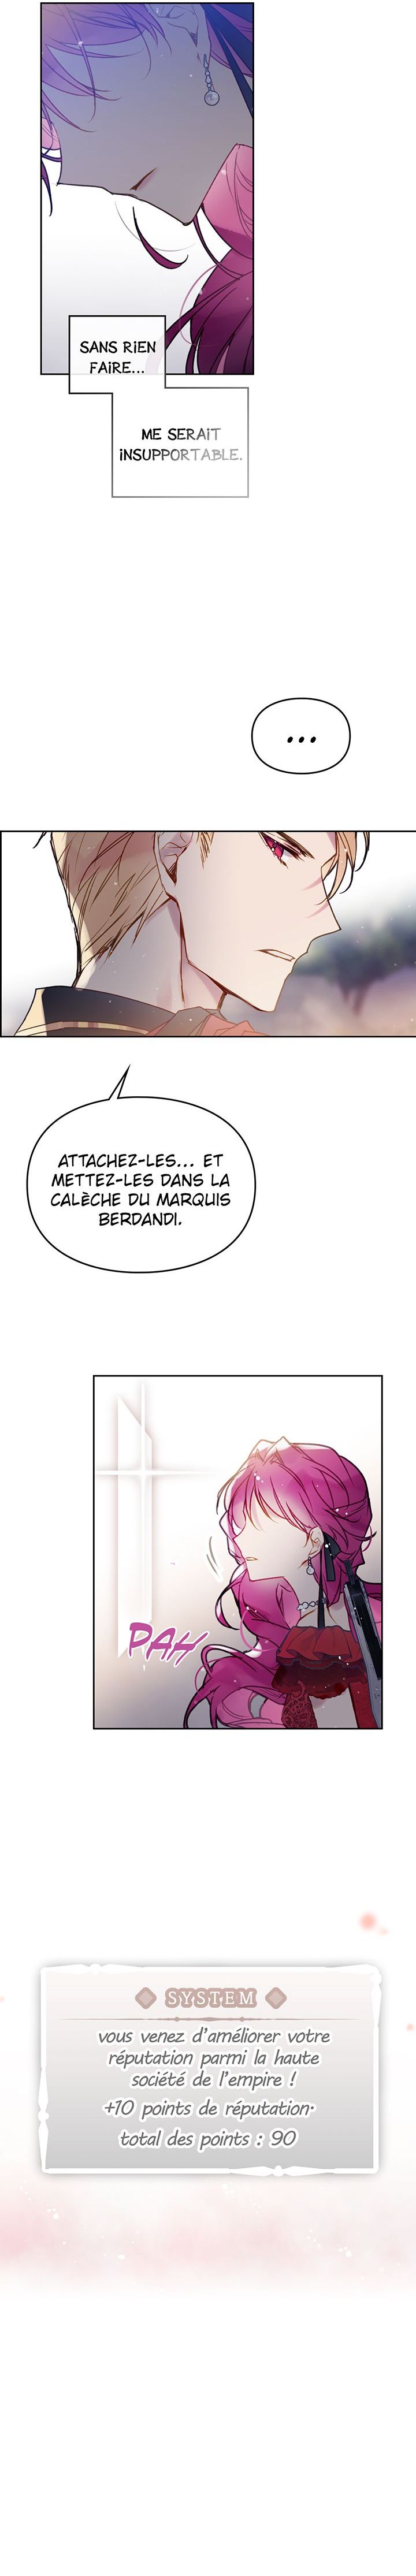 SANS RIEN
FAIRE...
ME SERAIT
INSUPPORTABLE.
...
ATTACHEZ-LES... ET
METTEZ-LES DANS LA
CALÈCHE DU MARQUIS
BERDANDI.
PAH
SYSTEM
vous venez d'améliorer votre
réputation parmi la haute
société de l'empire !
+10 points de réputation.
total des points : 90